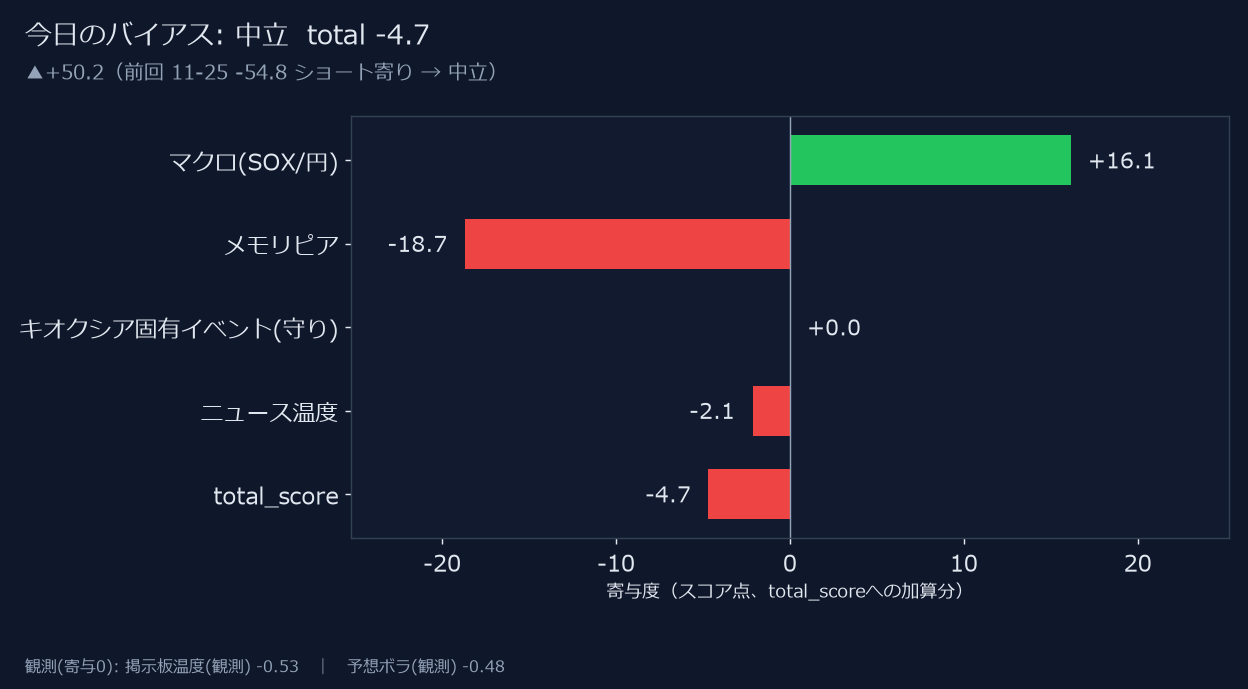 今日のバイアス: 中立 total -4.7
▲+50.2（前回 11-25 -54.8 ショート寄り → 中立）
マクロ(SOX/円)
+16.1
メモリピア
-18.7
キオクシア固有イベント(守り)
+0.0
ニュース温度
-2.1
total_score
-4.7
-20
-10
0
10
20
寄与度（スコア点、total_scoreへの加算分）
観測(寄与0): 掲示板温度(観測) -0.53 ｜ 予想ボラ(観測) -0.48